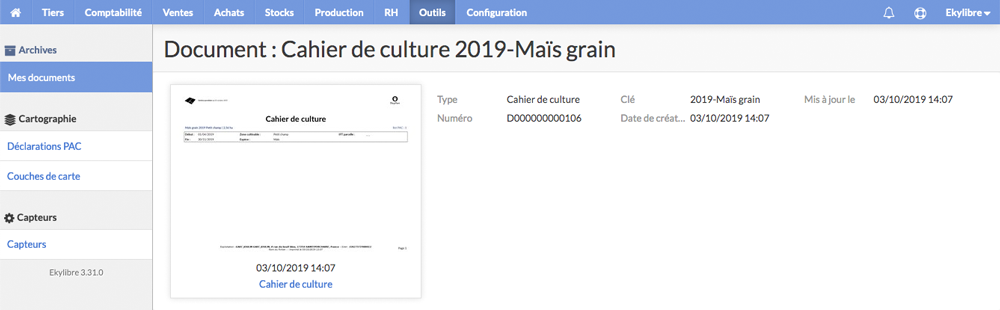 Tiers Comptabilité Ventes Achats Stocks Production RH Outils Configuration Ekylibre
Archives
Mes documents
Cartographie
Déclarations PAC
Couches de carte
Capteurs
Capteurs
Ekylibre 3.31.0
Document : Cahier de culture 2019-Maïs grain
Cahier de culture
03/10/2019 14:07
Cahier de culture
Type Cahier de culture Clé 2019-Maïs grain Mis à jour le 03/10/2019 14:07
Numéro D000000000106 Date de créat... 03/10/2019 14:07